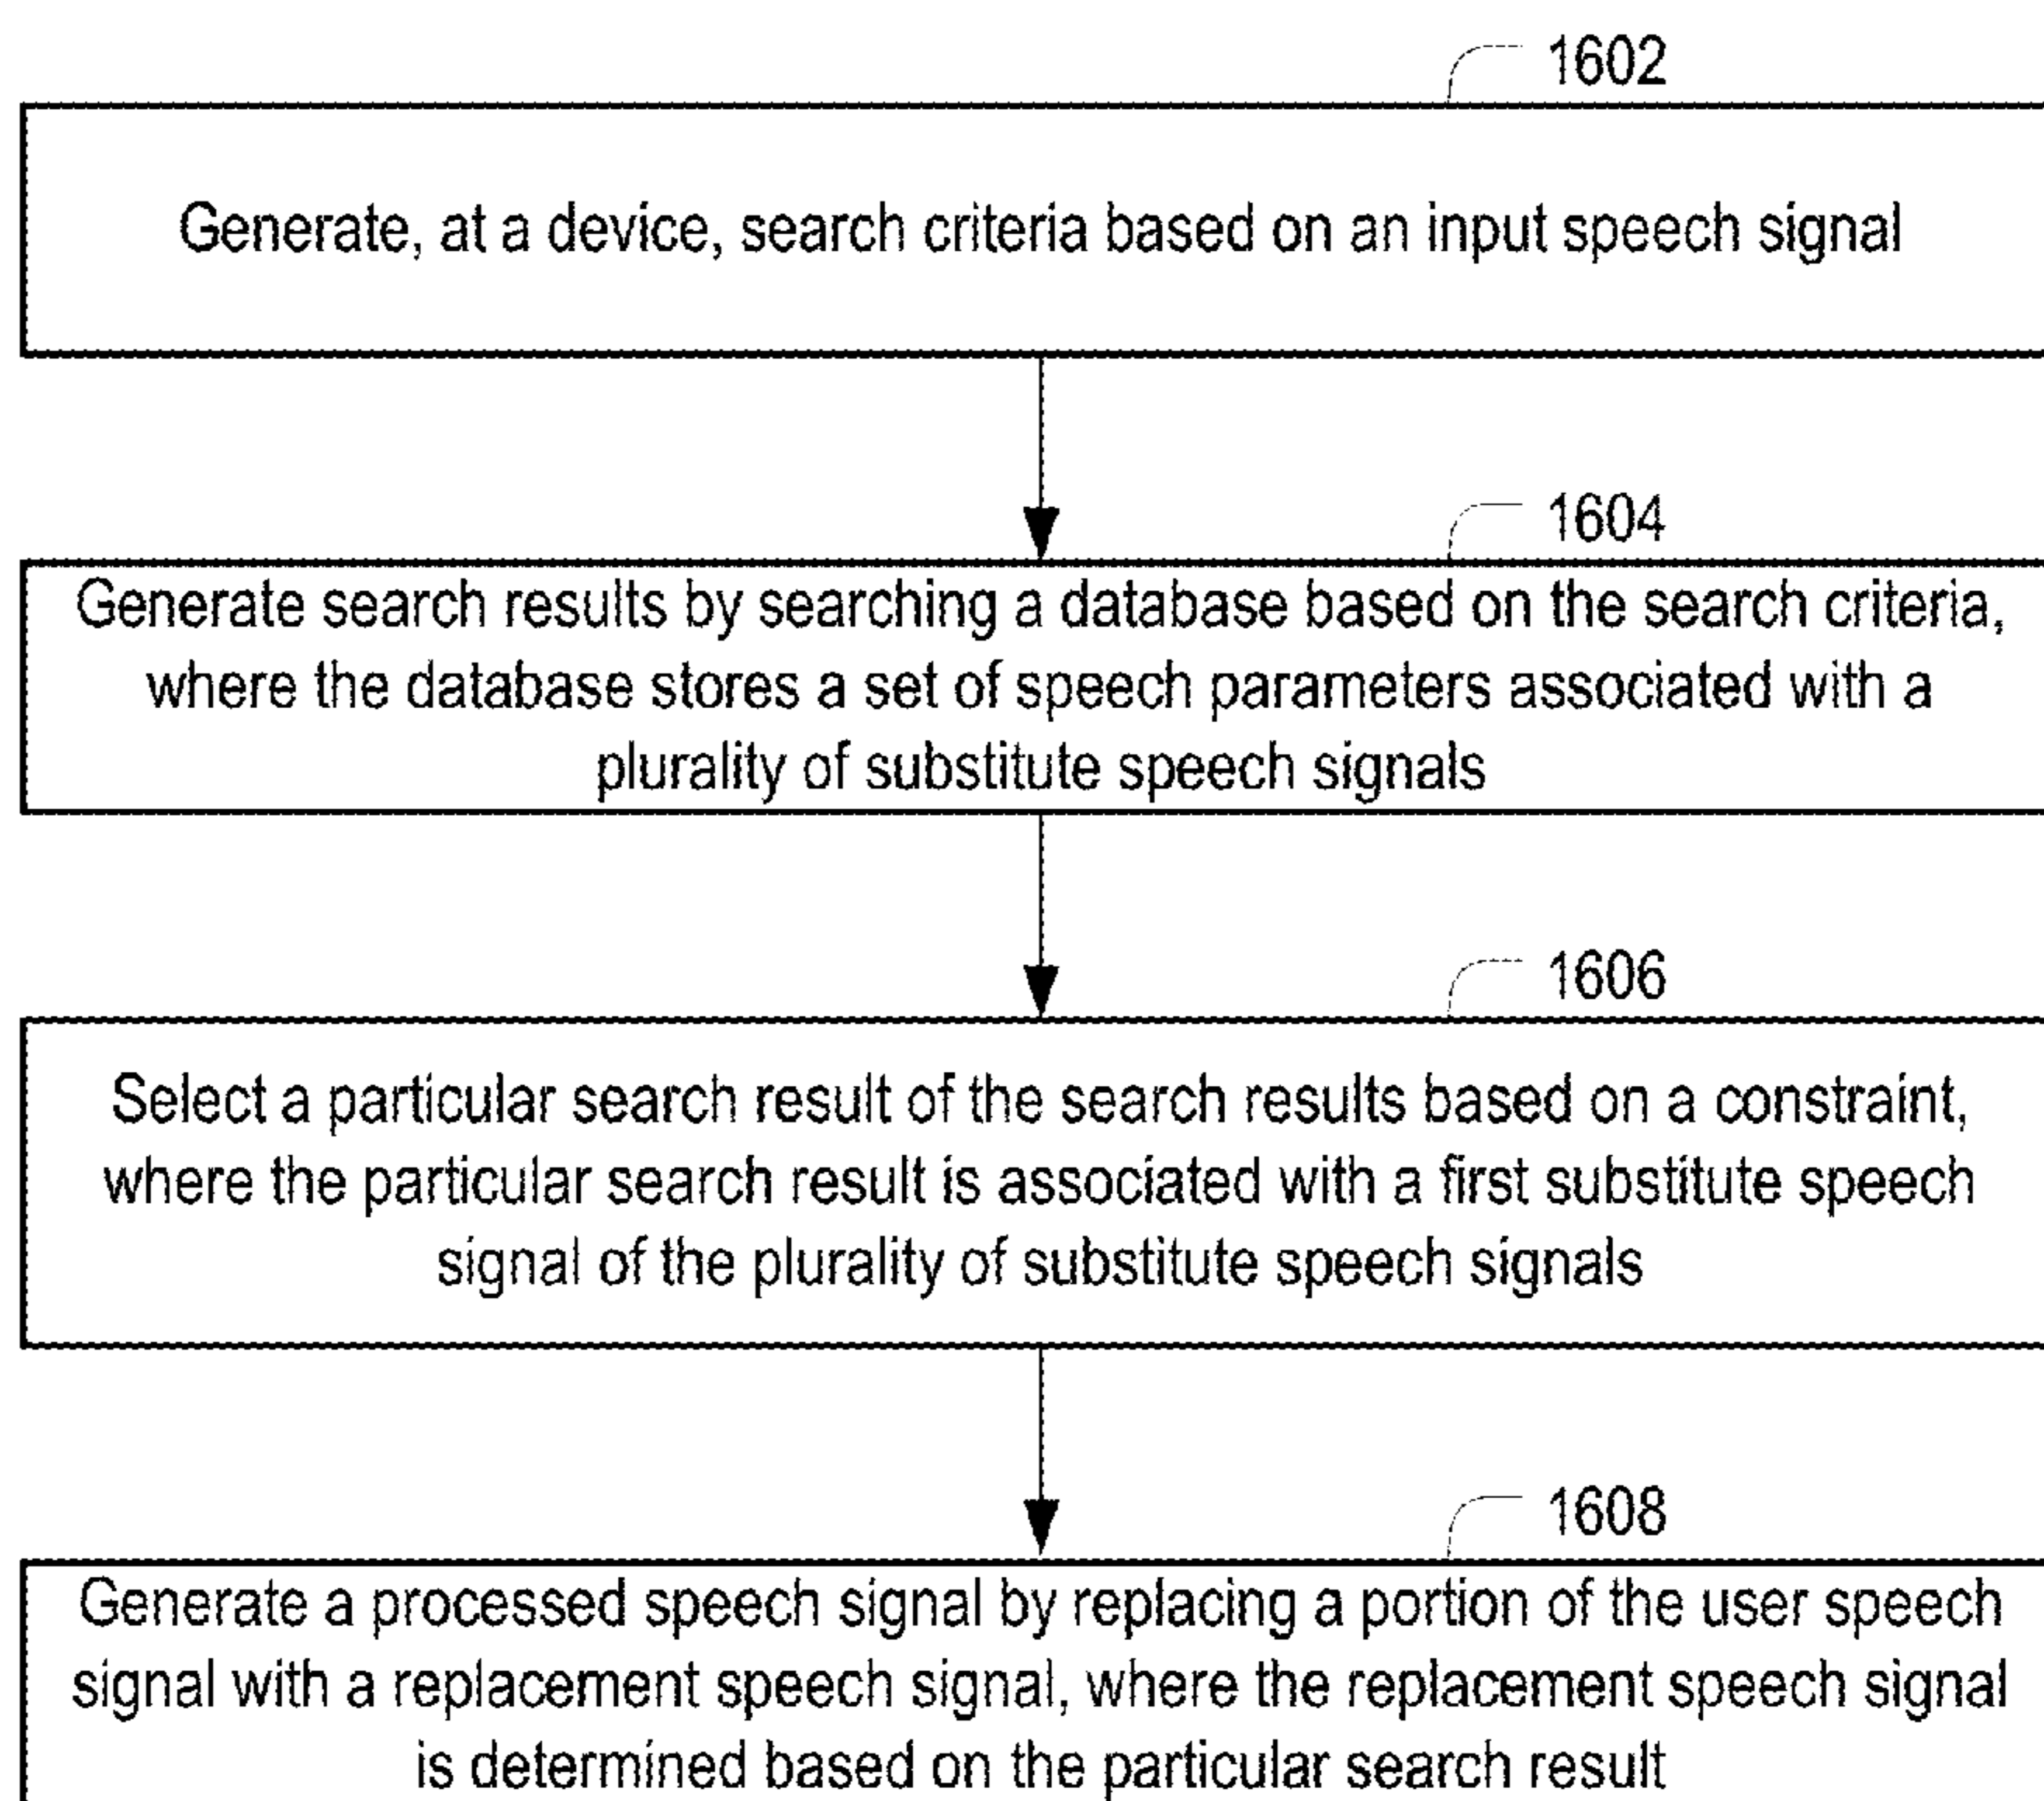 1602
Generate, at a device, search criteria based on an input speech signal
1604
Generate search results by searching a database based on the search criteria,
where the database stores a set of speech parameters associated with a
plurality of substitute speech signals
1606
Select a particular search result of the search results based on a constraint,
where the particular search result is associated with a first substitute speech
signal of the plurality of substitute speech signals
1608
Generate a processed speech signal by replacing a portion of the user speech
signal with a replacement speech signal, where the replacement speech signal
is determined based on the particular search result